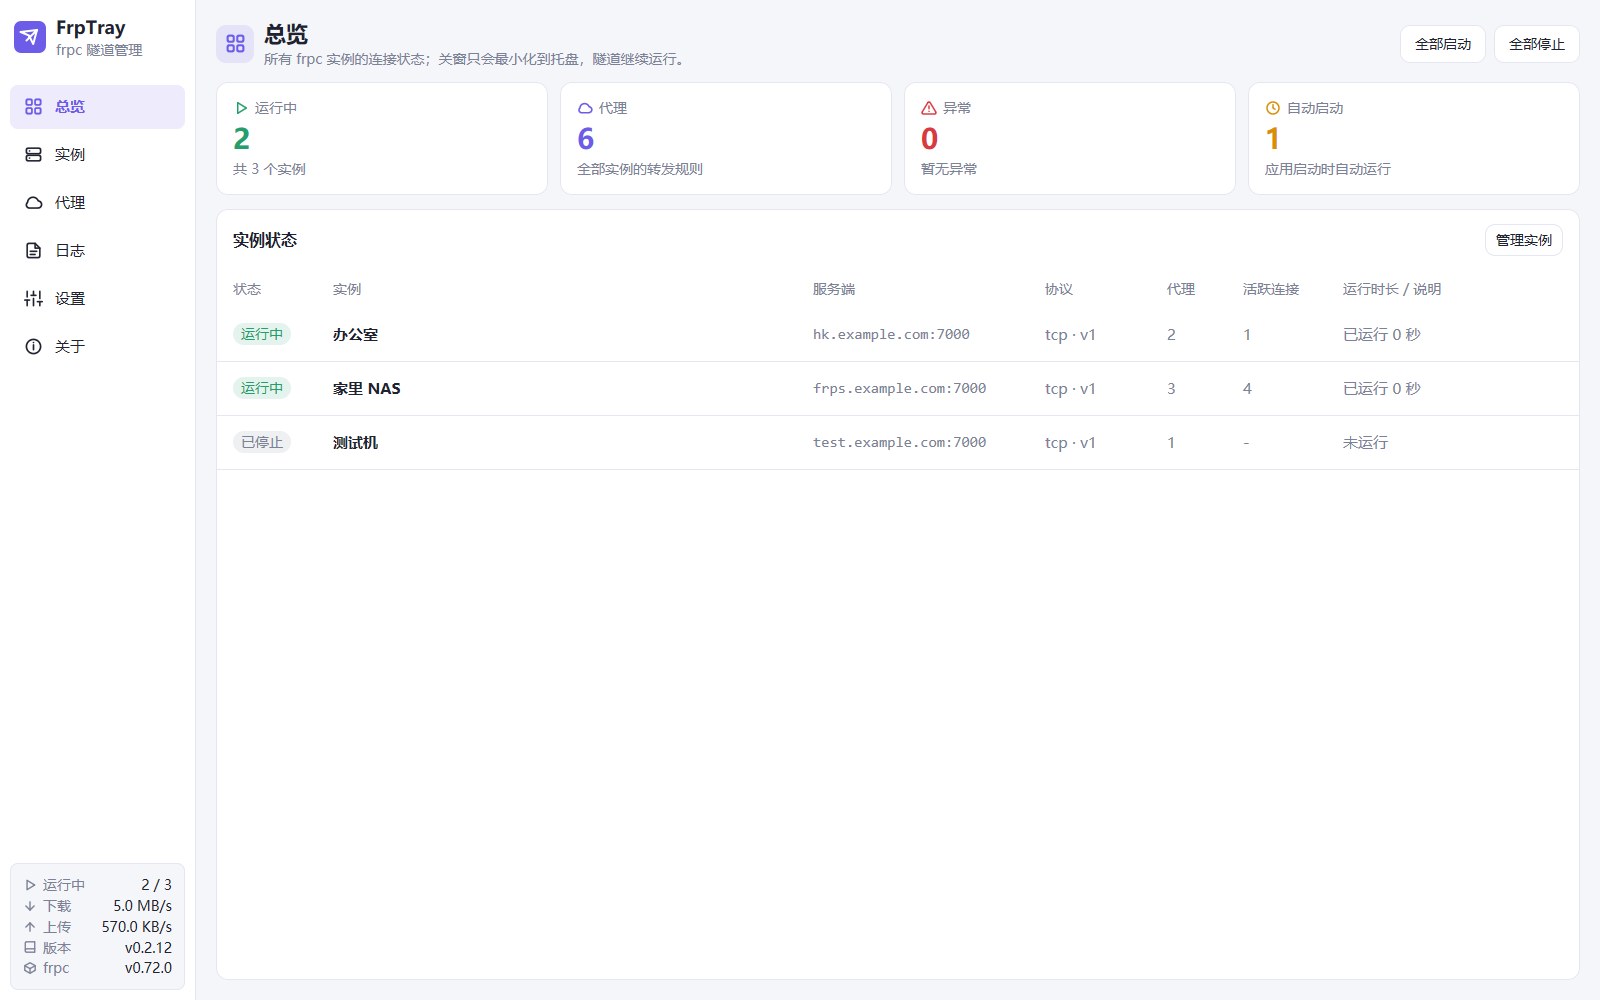 FrpTray
frpc 隧道管理
总览
实例
代理
日志
设置
关于
运行中 2 / 3
下载 5.0 MB/s
上传 570.0 KB/s
版本 v0.2.12
frpc v0.72.0
总览
所有 frpc 实例的连接状态；关窗只会最小化到托盘，隧道继续运行。
全部启动 全部停止
运行中
2
共 3 个实例
代理
6
全部实例的转发规则
异常
0
暂无异常
自动启动
1
应用启动时自动运行
实例状态
管理实例
状态 实例 服务端 协议 代理 活跃连接 运行时长 / 说明
运行中 办公室 hk.example.com:7000 tcp · v1 2 1 已运行 0 秒
运行中 家里 NAS frps.example.com:7000 tcp · v1 3 4 已运行 0 秒
已停止 测试机 test.example.com:7000 tcp · v1 1 - 未运行